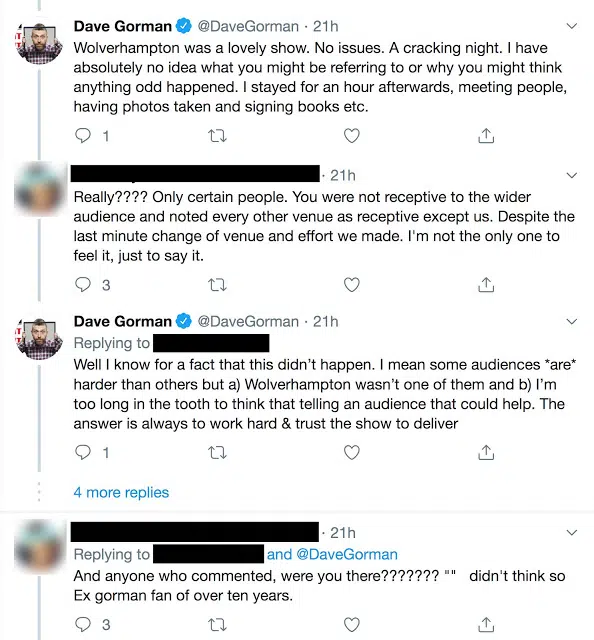 Dave Gorman @DaveGorman · 21h
Wolverhampton was a lovely show. No issues. A cracking night. I have
absolutely no idea what you might be referring to or why you might think
anything odd happened. I stayed for an hour afterwards, meeting people,
having photos taken and signing books etc.
1
· 21h
Really???? Only certain people. You were not receptive to the wider
audience and noted every other venue as receptive except us. Despite the
last minute change of venue and effort we made. I'm not the only one to
feel it, just to say it.
3
Dave Gorman @DaveGorman · 21h
Replying to
Well I know for a fact that this didn’t happen. I mean some audiences *are*
harder than others but a) Wolverhampton wasn’t one of them and b) I’m
too long in the tooth to think that telling an audience that could help. The
answer is always to work hard & trust the show to deliver
1
4 more replies
· 21h
Replying to and @DaveGorman
And anyone who commented, were you there??????? "" didn't think so
Ex gorman fan of over ten years.
3